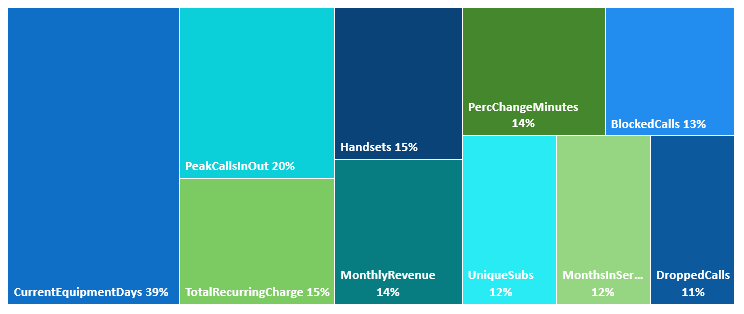 CurrentEquipmentDays 39%
PeakCallsInOut 20%
TotalRecurringCharge 15%
Handsets 15%
MonthlyRevenue
14%
PercChangeMinutes
14%
BlockedCalls 13%
UniqueSubs
12%
MonthsInSer...
12%
DroppedCalls
11%